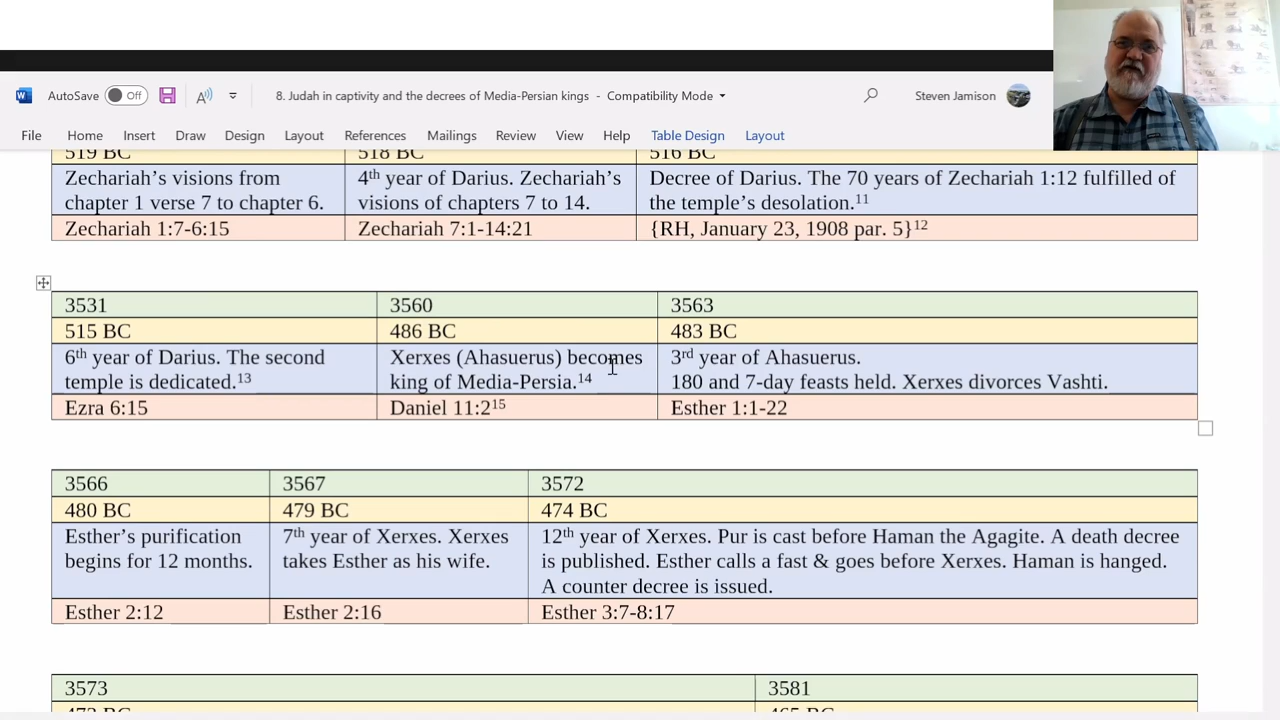 AutoSave Off 8. Judah in captivity and the decrees of Media-Persian kings - Compatibility Mode Steven Jamison
File Home Insert Draw Design Layout References Mailings Review View Help Table Design Layout
519 BC 518 BC 516 BC
Zechariah’s visions from
chapter 1 verse 7 to chapter 6.
4th year of Darius. Zechariah’s
visions of chapters 7 to 14.
Decree of Darius. The 70 years of Zechariah 1:12 fulfilled of
the temple’s desolation.11
Zechariah 1:7-6:15 Zechariah 7:1-14:21 {RH, January 23, 1908 par. 5}12
3531 3560 3563
515 BC 486 BC 483 BC
6th year of Darius. The second
temple is dedicated.13
Xerxes (Ahasuerus) becomes
king of Media-Persia.14
3rd year of Ahasuerus.
180 and 7-day feasts held. Xerxes divorces Vashti.
Ezra 6:15 Daniel 11:215 Esther 1:1-22
3566 3567 3572
480 BC 479 BC 474 BC
Esther’s purification
begins for 12 months.
7th year of Xerxes. Xerxes
takes Esther as his wife.
12th year of Xerxes. Pur is cast before Haman the Agagite. A death decree
is published. Esther calls a fast & goes before Xerxes. Haman is hanged.
A counter decree is issued.
Esther 2:12 Esther 2:16 Esther 3:7-8:17
3573 3581
473 BC 465 BC